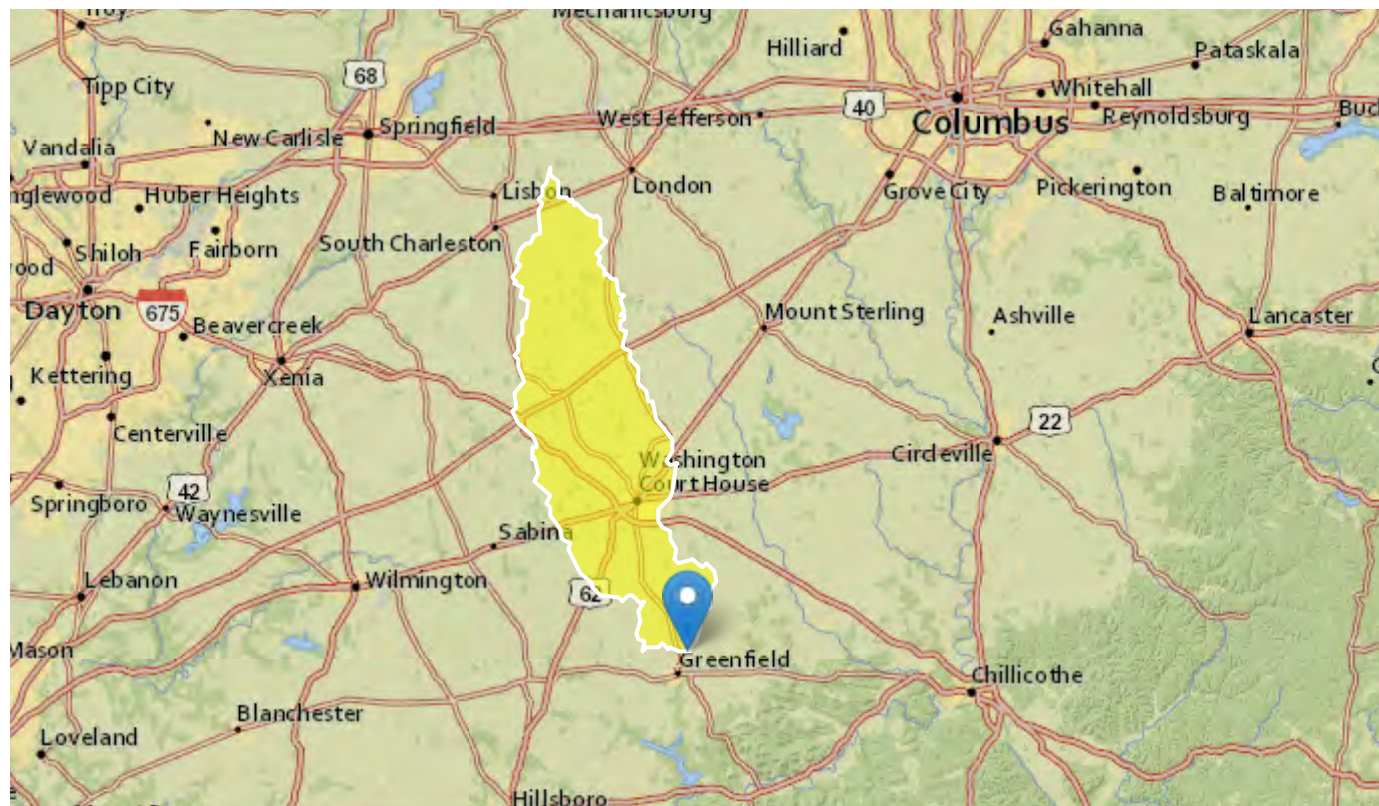 Troy
Mechanicsburg
Gahanna
Hilliard
Pataskala
68
Tipp City
Whitehall
40
West Jefferson
Reynoldsburg
Columbus
New Carlisle
Springfield
Vandalia
Lisbon
London
Grove City
Pickerington
Baltimore
nglewood
Huber Heights
South Charleston
Shiloh
Fairborn
wood
Dayton
675
Mount Sterling
Ashville
Lancaster
Beavercreek
Kettering
Xenia
22
Centerville
Circleville
Washington
Court House
42
Springboro
Waynesville
Sabina
Lebanon
Wilmington
62
Mason
Greenfield
Chillicothe
Blanchester
Loveland
Hillsboro